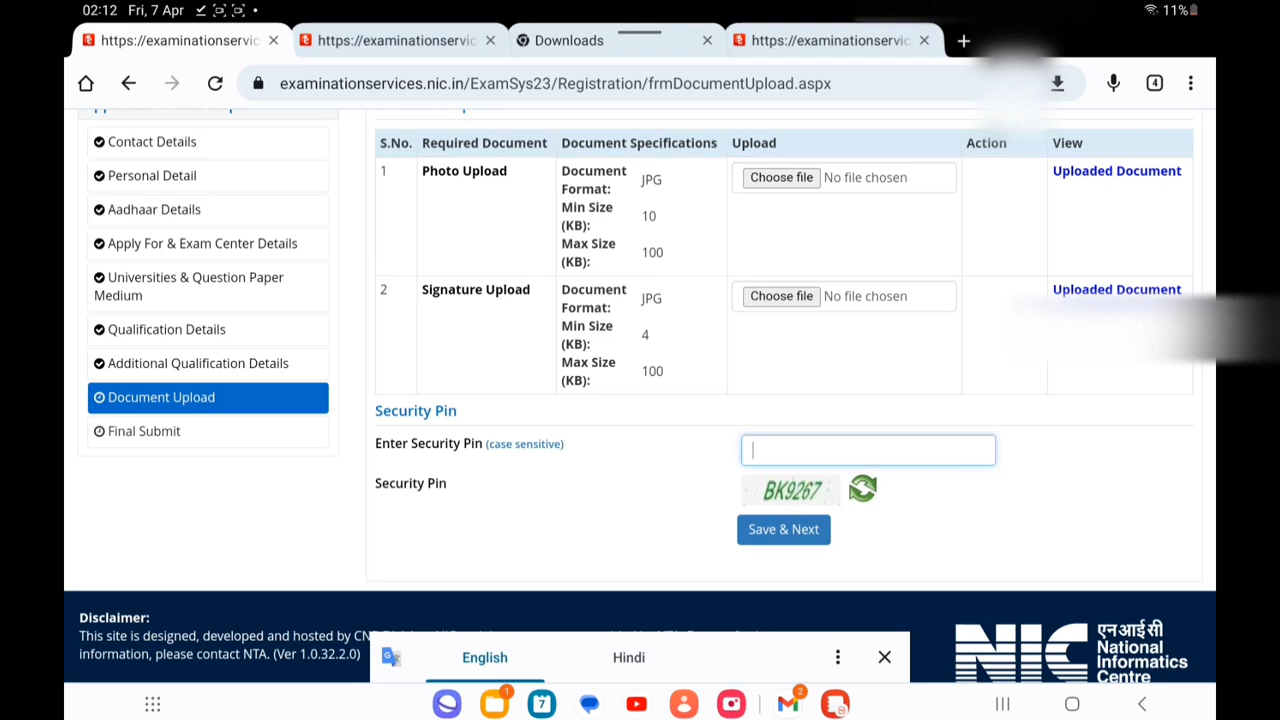 02:12 Fri, 7 Apr
11%
https://examinationservic
https://examinationservic
Downloads
https://examinationservic
examinationservices.nic.in/ExamSys23/Registration/frmDocumentUpload.aspx
4
Contact Details
Personal Detail
Aadhaar Details
Apply For & Exam Center Details
Universities & Question Paper
Medium
Qualification Details
Additional Qualification Details
Document Upload
Final Submit
S.No. Required Document Document Specifications Upload Action View
1 Photo Upload Document Format: JPG Choose file No file chosen Uploaded Document
Min Size (KB): 10
Max Size (KB): 100
2 Signature Upload Document Format: JPG Choose file No file chosen Uploaded Document
Min Size (KB): 4
Max Size (KB): 100
Security Pin
Enter Security Pin (case sensitive)
Security Pin BK9267
Save & Next
Disclaimer:
This site is designed, developed and hosted by
information, please contact NTA. (Ver 1.0.32.2.0)
English Hindi
NIC
एनआईसी
National
Informatics
Centre
1
7
2